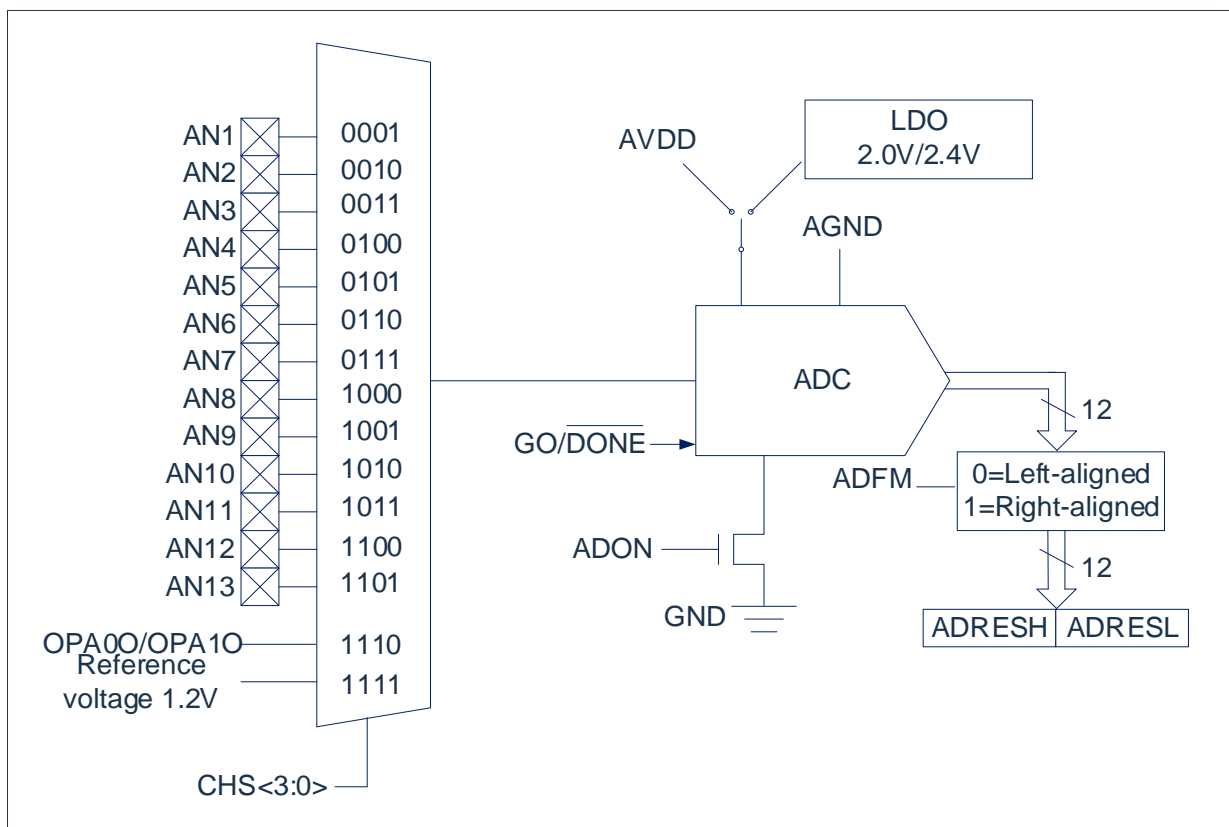 AN1
0001
AN2
0010
AN3
0011
AN4
0100
AN5
0101
AN6
0110
AN7
0111
AN8
1000
AN9
1001
AN10
1010
AN11
1011
AN12
1100
AN13
1101
OPA0O/OPA1O
1110
Reference
voltage 1.2V
1111
CHS<3:0>
AVDD
LDO
2.0V/2.4V
AGND
ADC
GO/DONE
12
ADFM
0=Left-aligned
1=Right-aligned
ADON
12
GND
ADRESH
ADRESL